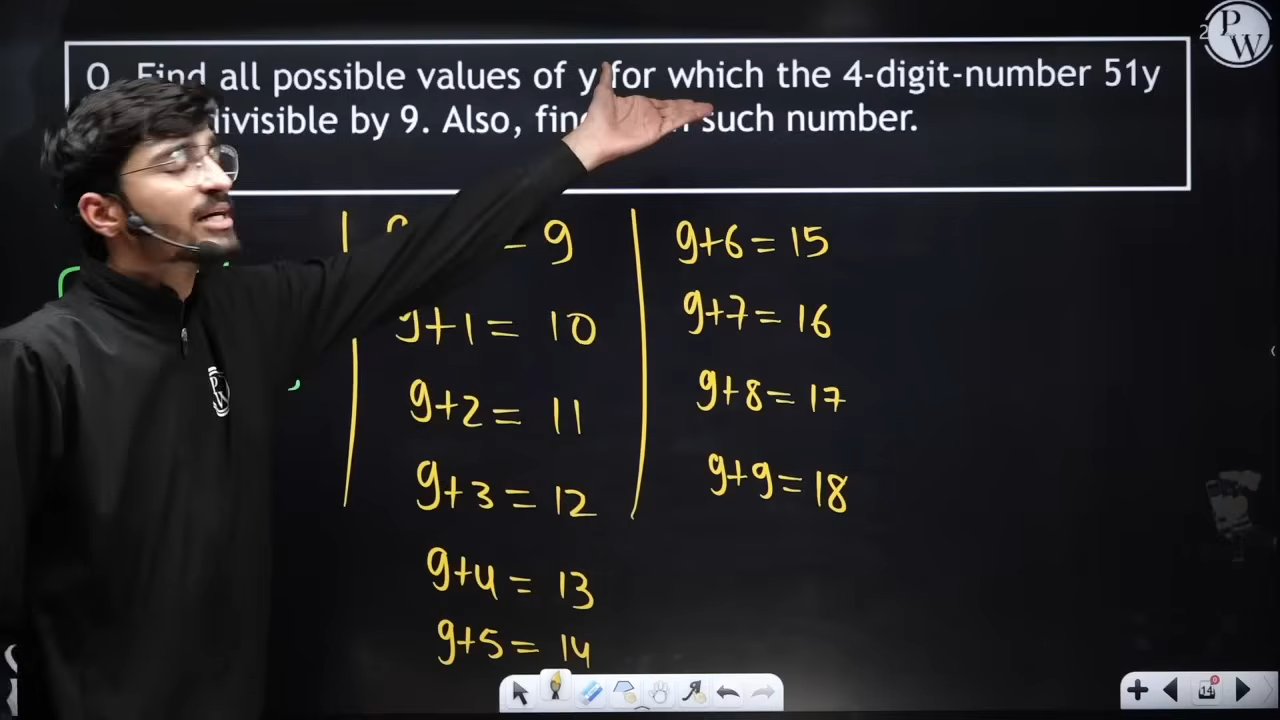 Q. Find all possible values of y for which the 4-digit-number 51y
divisible by 9. Also, such number.
PW
- 9
9+1 = 10
9+2 = 11
9+3 = 12
9+4 = 13
9+5 = 14
9+6 = 15
9+7 = 16
9+8 = 17
9+9 = 18
PW
14